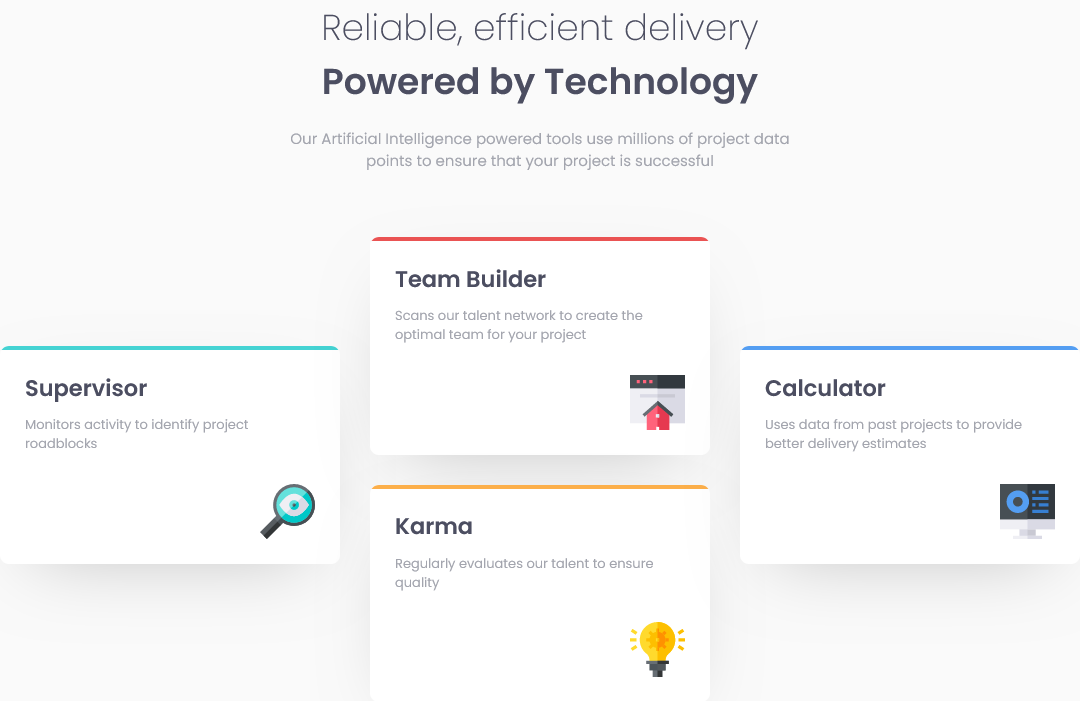 Reliable, efficient delivery
Powered by Technology
Our Artificial Intelligence powered tools use millions of project data
points to ensure that your project is successful
Supervisor
Monitors activity to identify project
roadblocks
Team Builder
Scans our talent network to create the
optimal team for your project
Karma
Regularly evaluates our talent to ensure
quality
Calculator
Uses data from past projects to provide
better delivery estimates